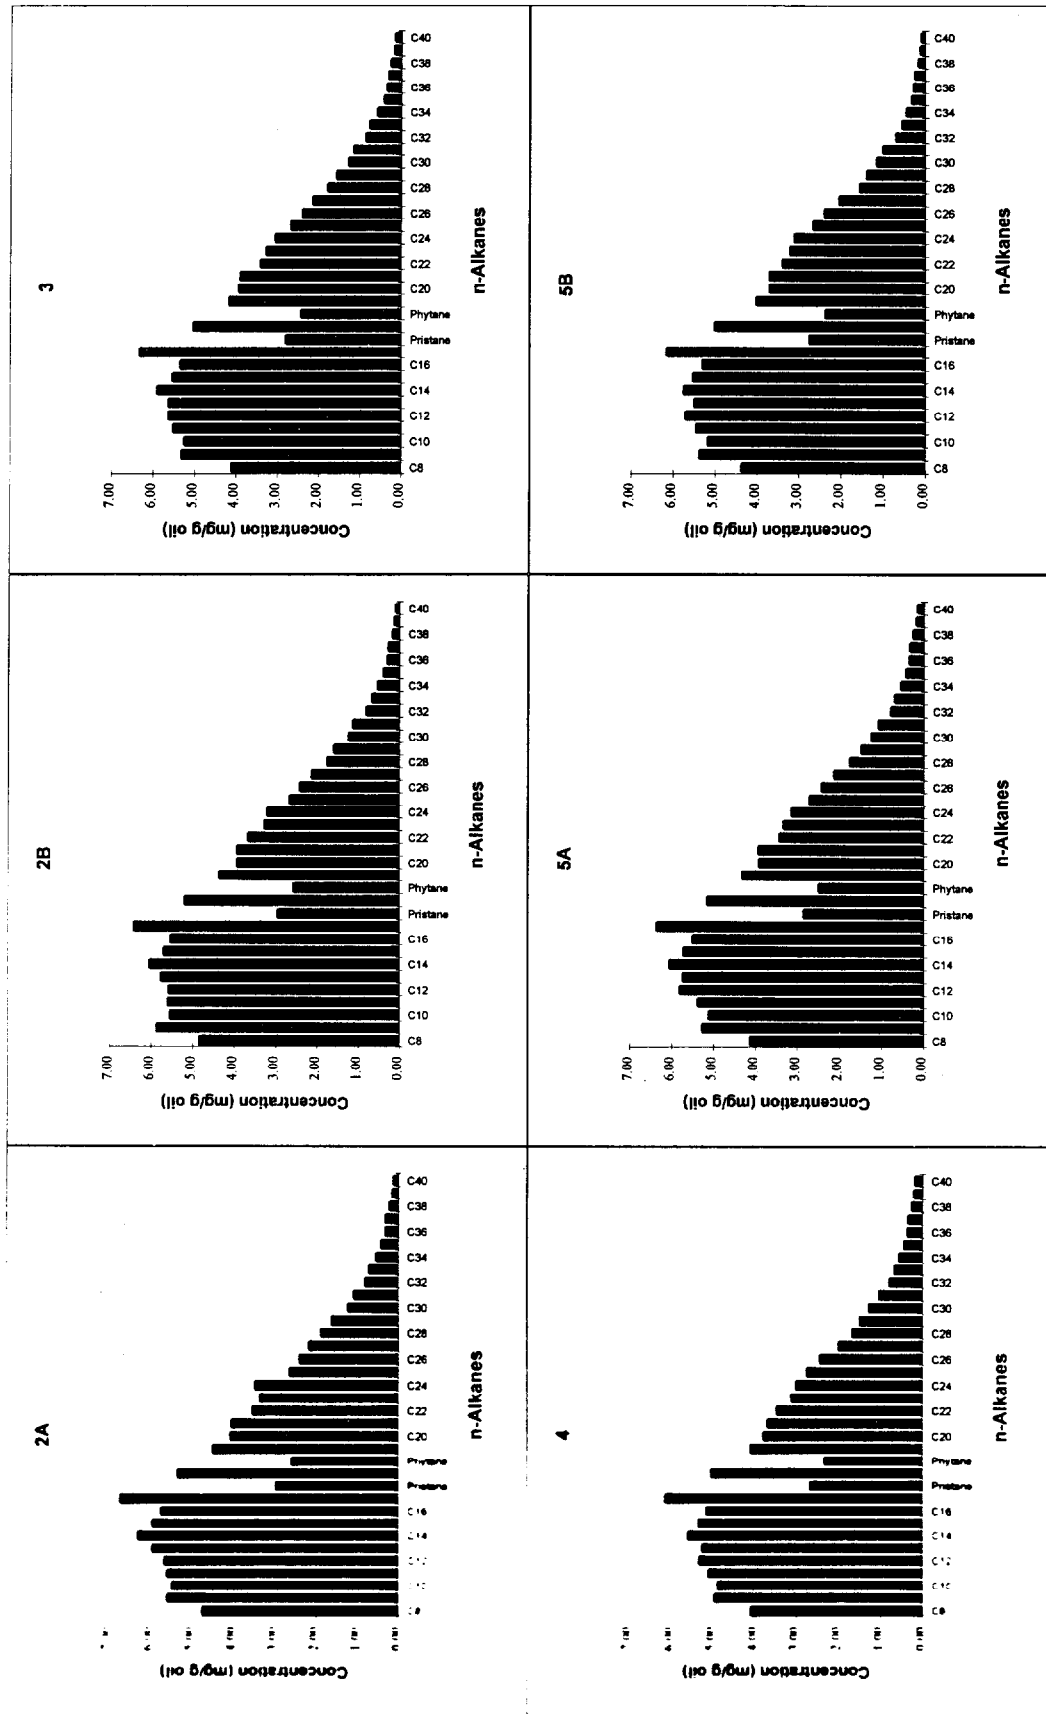 2A
Concentration (mg/g oil)
C14
C16
Pristane
Phytane
C20
C22
C24
C26
C28
C30
C32
C34
C36
C38
C40
n-Alkanes
2B
Concentration (mg/g oil)
7.00
6.00
5.00
4.00
3.00
2.00
1.00
0.00
C8
C10
C12
C14
C16
Pristane
Phytane
C20
C22
C24
C26
C28
C30
C32
C34
C36
C38
C40
n-Alkanes
3
Concentration (mg/g oil)
7.00
6.00
5.00
4.00
3.00
2.00
1.00
0.00
C8
C10
C12
C14
C16
Pristane
Phytane
C20
C22
C24
C26
C28
C30
C32
C34
C36
C38
C40
n-Alkanes
4
Concentration (mg/g oil)
C8
C10
C12
C14
C16
Pristane
Phytane
C20
C22
C24
C26
C28
C30
C32
C34
C36
C38
C40
n-Alkanes
5A
Concentration (mg/g oil)
7.00
6.00
5.00
4.00
3.00
2.00
1.00
0.00
C8
C10
C12
C14
C16
Pristane
Phytane
C20
C22
C24
C26
C28
C30
C32
C34
C36
C38
C40
n-Alkanes
5B
Concentration (mg/g oil)
7.00
6.00
5.00
4.00
3.00
2.00
1.00
0.00
C8
C10
C12
C14
C16
Pristane
Phytane
C20
C22
C24
C26
C28
C30
C32
C34
C36
C38
C40
n-Alkanes